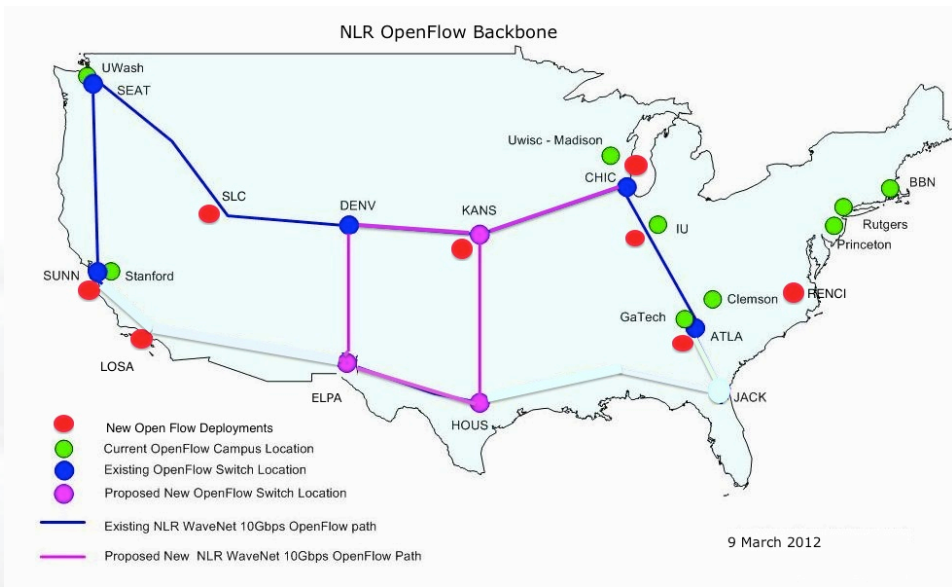 NLR OpenFlow Backbone
UWash
SEAT
Uwisc - Madison
CHIC
BBN
SLC
DENV
KANS
IU
Rutgers
Princeton
SUNN
Stanford
Clemson
RENCI
GaTech
ATLA
LOSA
ELPA
HOUS
JACK
New Open Flow Deployments
Current OpenFlow Campus Location
Existing OpenFlow Switch Location
Proposed New OpenFlow Switch Location
Existing NLR WaveNet 10Gbps OpenFlow path
Proposed New NLR WaveNet 10Gbps OpenFlow Path
9 March 2012